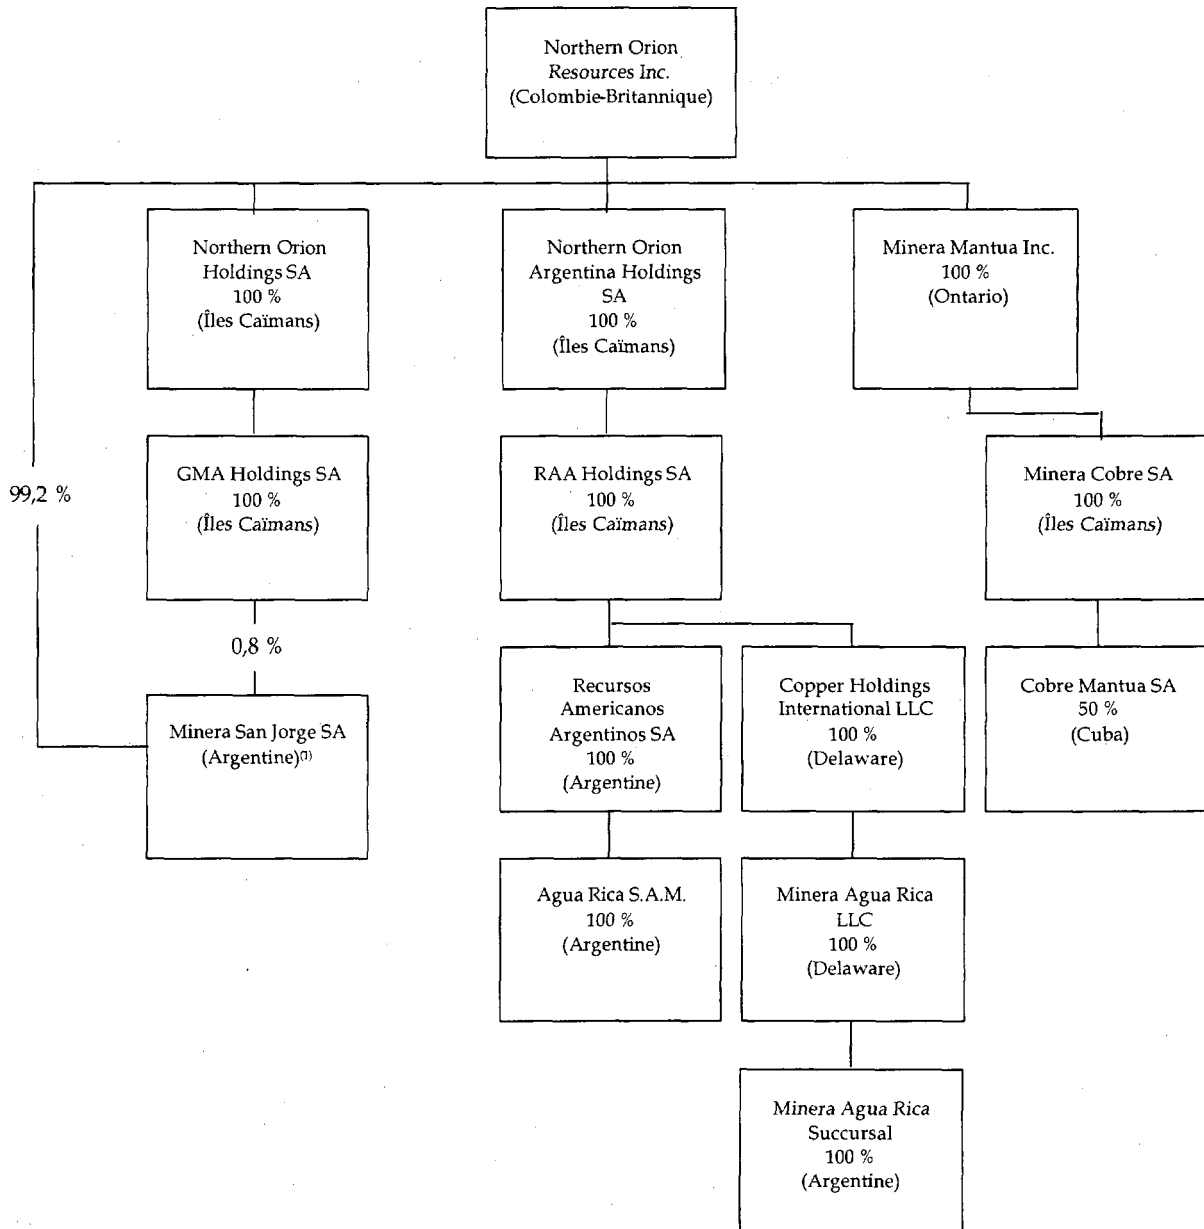 Northern Orion
Resources Inc.
(Colombie-Britannique)
Northern Orion
Holdings SA
100 %
(Îles Caïmans)
Northern Orion
Argentina Holdings
SA
100 %
(Îles Caïmans)
Minera Mantua Inc.
100 %
(Ontario)
99,2 %
GMA Holdings SA
100 %
(Îles Caïmans)
RAA Holdings SA
100 %
(Îles Caïmans)
Minera Cobre SA
100 %
(Îles Caïmans)
0,8 %
Minera San Jorge SA
(Argentine)(1)
Recursos
Americanos
Argentinos SA
100 %
(Argentine)
Copper Holdings
International LLC
100 %
(Delaware)
Cobre Mantua SA
50 %
(Cuba)
Agua Rica S.A.M.
100 %
(Argentine)
Minera Agua Rica
LLC
100 %
(Delaware)
Minera Agua Rica
Succursal
100 %
(Argentine)